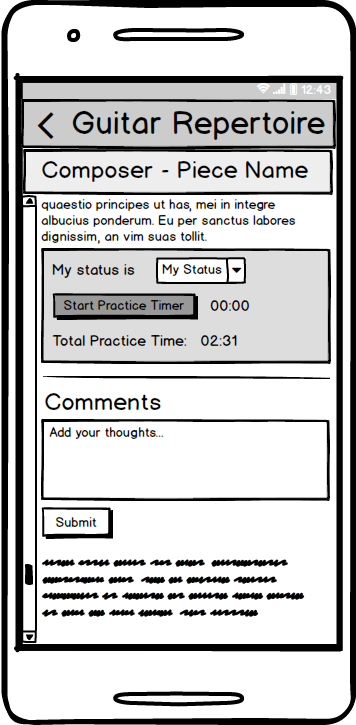 12:43
Guitar Repertoire
Composer - Piece Name
quaestio principes ut has, mei in integre
albucius ponderum. Eu per sanctus labores
dignissim, an vim suas tollit.
My status is My Status
Start Practice Timer 00:00
Total Practice Time: 02:31
Comments
Add your thoughts...
Submit